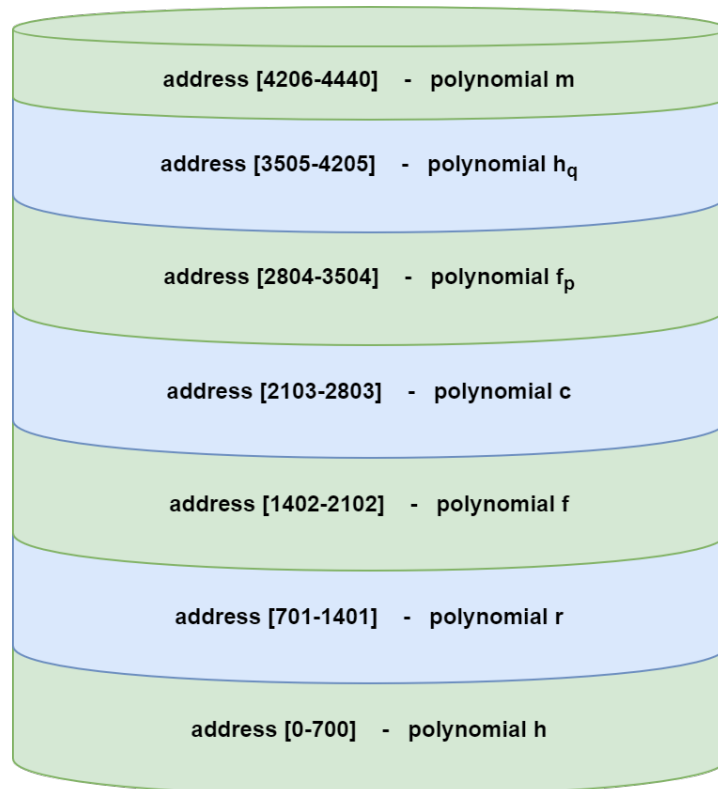 address [4206-4440] - polynomial m
address [3505-4205] - polynomial hq
address [2804-3504] - polynomial fp
address [2103-2803] - polynomial c
address [1402-2102] - polynomial f
address [701-1401] - polynomial r
address [0-700] - polynomial h